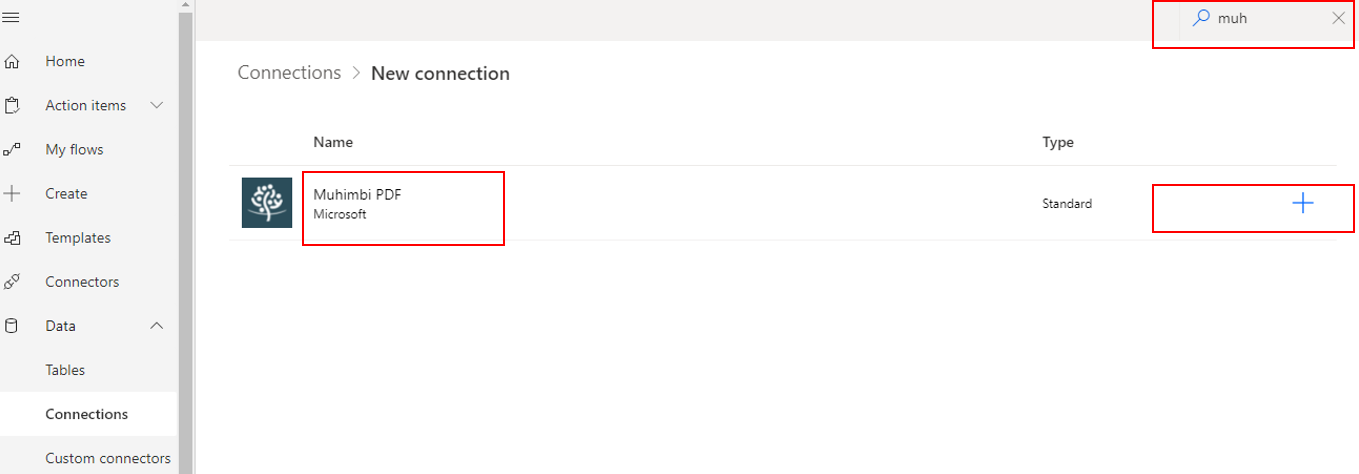 muh
Home
Action items
My flows
Create
Templates
Connectors
Data
Tables
Connections
Custom connectors
Connections > New connection
Name Type
Muhimbi PDF
Microsoft
Standard